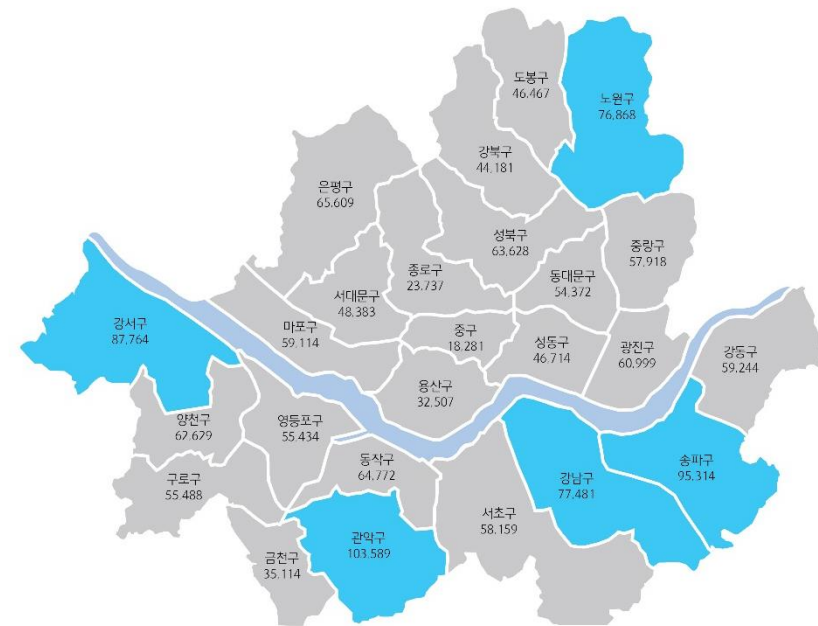 도봉구
46.467
노원구
76,868
강북구
44.181
은평구
65.609
성북구
63,628
중랑구
57,918
종로구
23.737
동대문구
54.372
서대문구
48,383
강서구
87,764
마포구
59,114
중구
18.281
성동구
46.714
광진구
60,999
강동구
59,244
용산구
32,507
양천구
62,629
영등포구
55.434
동작구
64,772
구로구
55.488
강남구
77,481
송파구
95,314
서초구
58.159
관악구
103,589
금천구
35,114